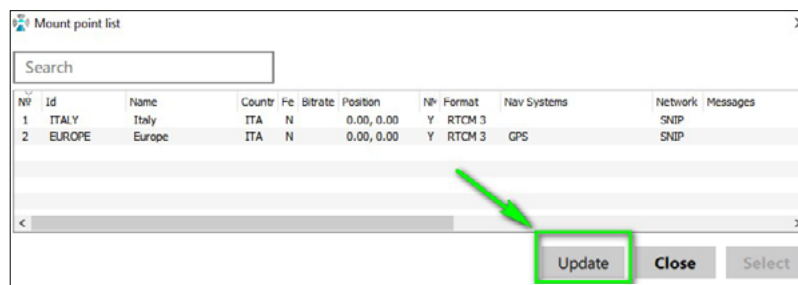 Mount point list
Search
Nº Id Name Countr Fe Bitrate Position NM Format Nav Systems Network Messages
1 ITALY Italy ITA N 0.00, 0.00 Y RTCM 3 SNIP
2 EUROPE Europe ITA N 0.00, 0.00 Y RTCM 3 GPS SNIP
Update Close Select